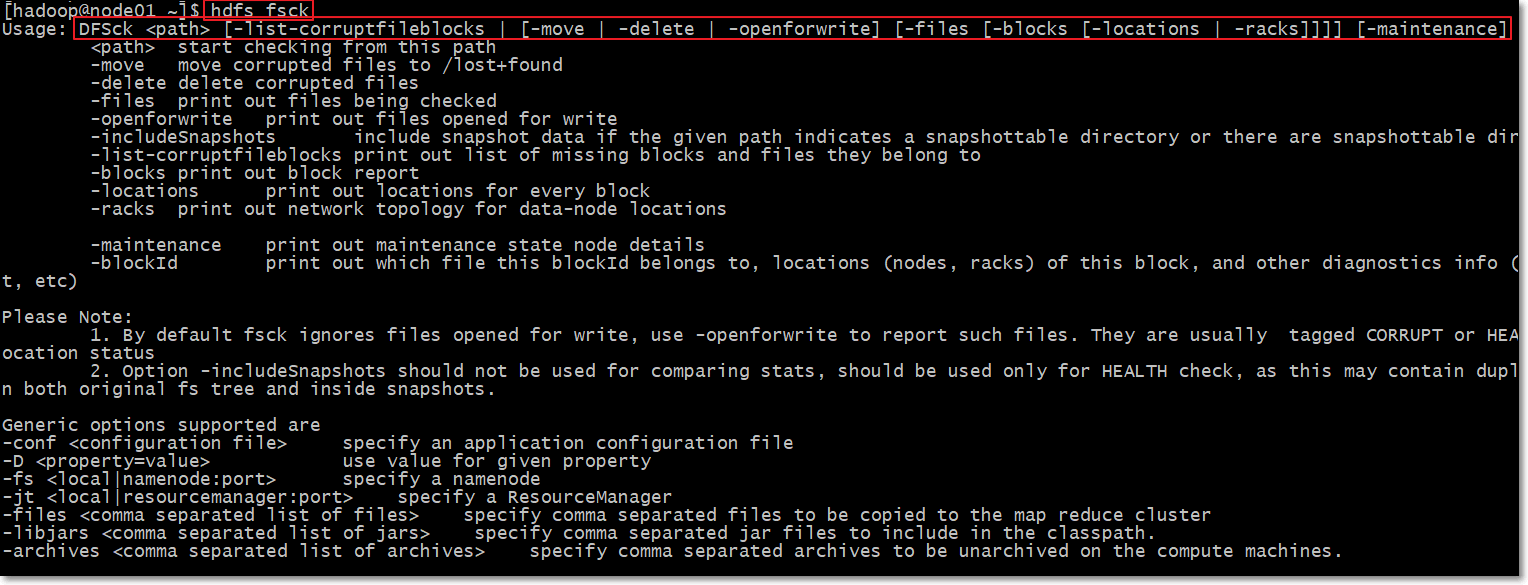 [hadoop@node01 ~]$ hdfs fsck
Usage: DFSck <path> [-list-corruptfileblocks | [-move | -delete | -openforwrite] [-files [-blocks [-locations | -racks]]]] [-maintenance]
<path> start checking from this path
-move move corrupted files to /lost+found
-delete delete corrupted files
-files print out files being checked
-openforwrite print out files opened for write
-includeSnapshots include snapshot data if the given path indicates a snapshottable directory or there are snapshottable dir
-list-corruptfileblocks print out list of missing blocks and files they belong to
-blocks print out block report
-locations print out locations for every block
-racks print out network topology for data-node locations
-maintenance print out maintenance state node details
-blockId print out which file this blockId belongs to, locations (nodes, racks) of this block, and other diagnostics info (
t, etc)
Please Note:
1. By default fsck ignores files opened for write, use -openforwrite to report such files. They are usually tagged CORRUPT or HEA
ocation status
2. Option -includeSnapshots should not be used for comparing stats, should be used only for HEALTH check, as this may contain dupl
n both original fs tree and inside snapshots.
Generic options supported are
-conf <configuration file> specify an application configuration file
-D <property=value> use value for given property
-fs <local|namenode:port> specify a namenode
-jt <local|resourcemanager:port> specify a ResourceManager
-files <comma separated list of files> specify comma separated files to be copied to the map reduce cluster
-libjars <comma separated list of jars> specify comma separated jar files to include in the classpath.
-archives <comma separated list of archives> specify comma separated archives to be unarchived on the compute machines.